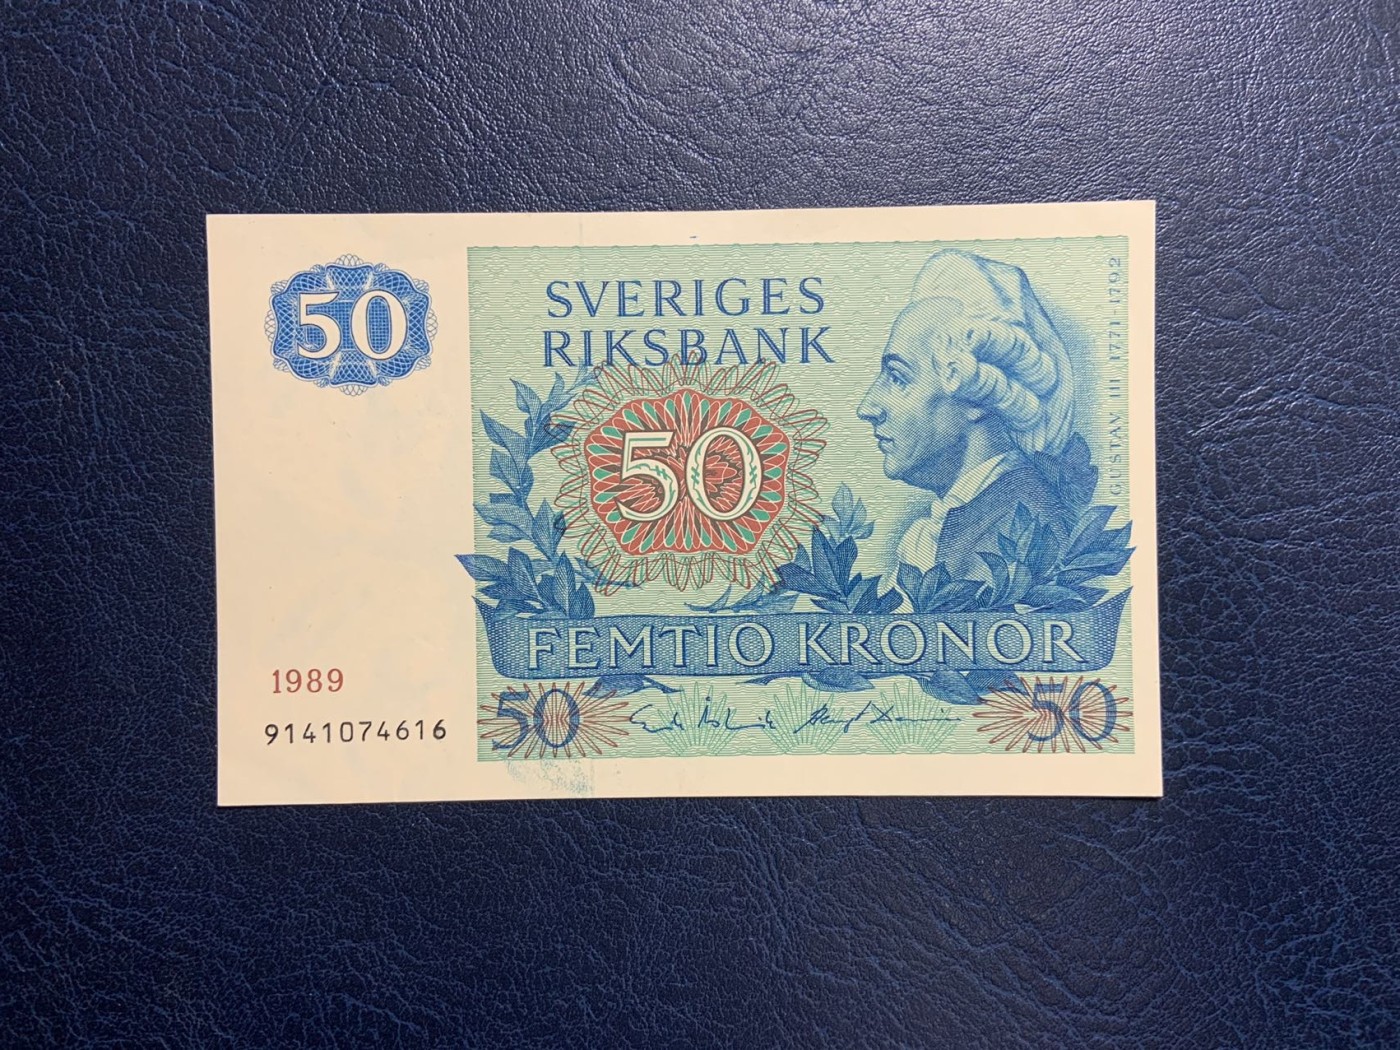 50
SVERIGES
RIKSBANK
50
GUSTAV III 1771-1792
FEMTIO KRONOR
1989
9141074616
50
50